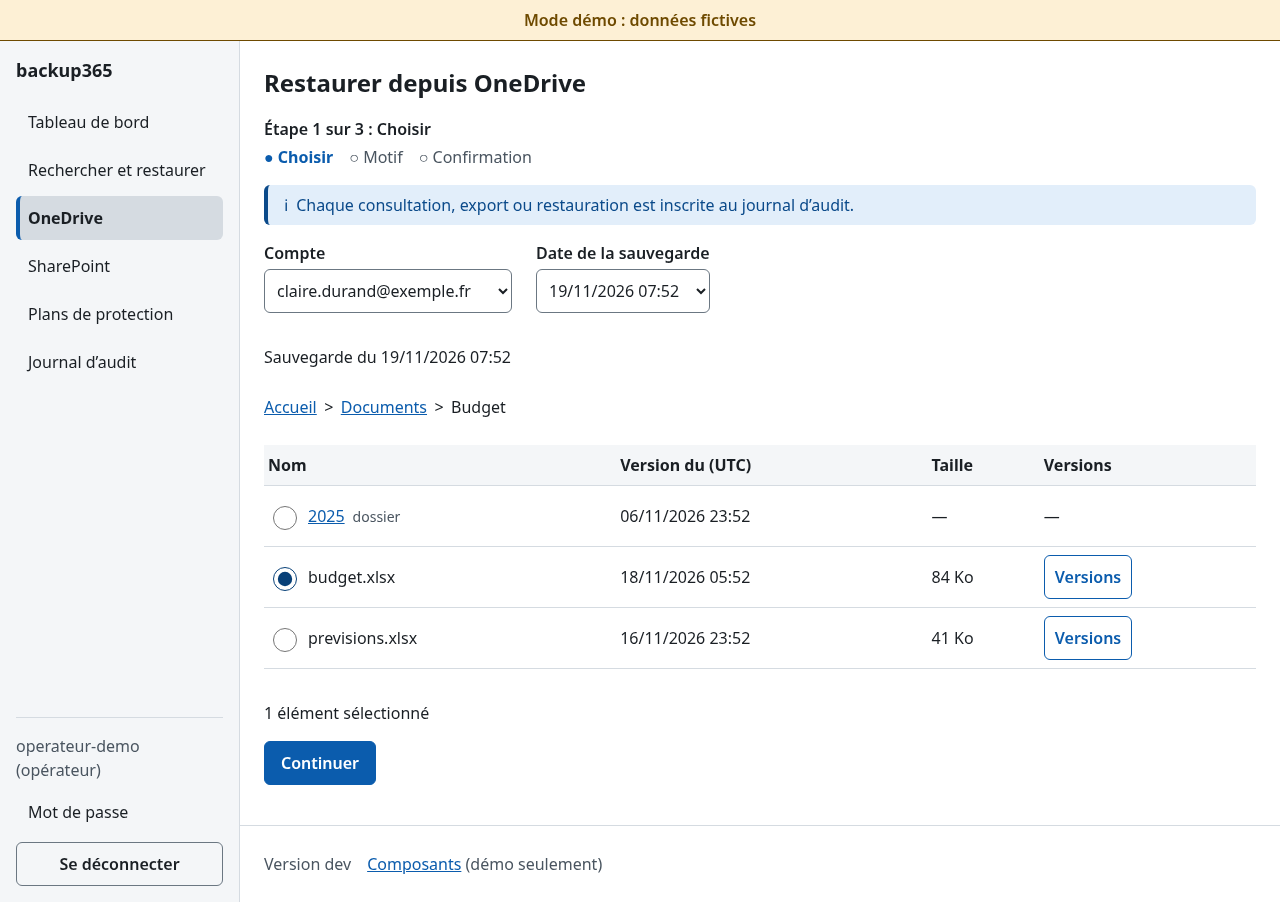 Mode démo : données fictives
backup365
Tableau de bord
Rechercher et restaurer
OneDrive
SharePoint
Plans de protection
Journal d’audit
operateur-demo
(opérateur)
Mot de passe
Se déconnecter
Restaurer depuis OneDrive
Étape 1 sur 3 : Choisir
● Choisir ○ Motif ○ Confirmation
i Chaque consultation, export ou restauration est inscrite au journal d’audit.
Compte Date de la sauvegarde
claire.durand@exemple.fr 19/11/2026 07:52
Sauvegarde du 19/11/2026 07:52
Accueil > Documents > Budget
Nom Version du (UTC) Taille Versions
2025 dossier 06/11/2026 23:52 — —
budget.xlsx 18/11/2026 05:52 84 Ko Versions
previsions.xlsx 16/11/2026 23:52 41 Ko Versions
1 élément sélectionné
Continuer
Version dev Composants (démo seulement)